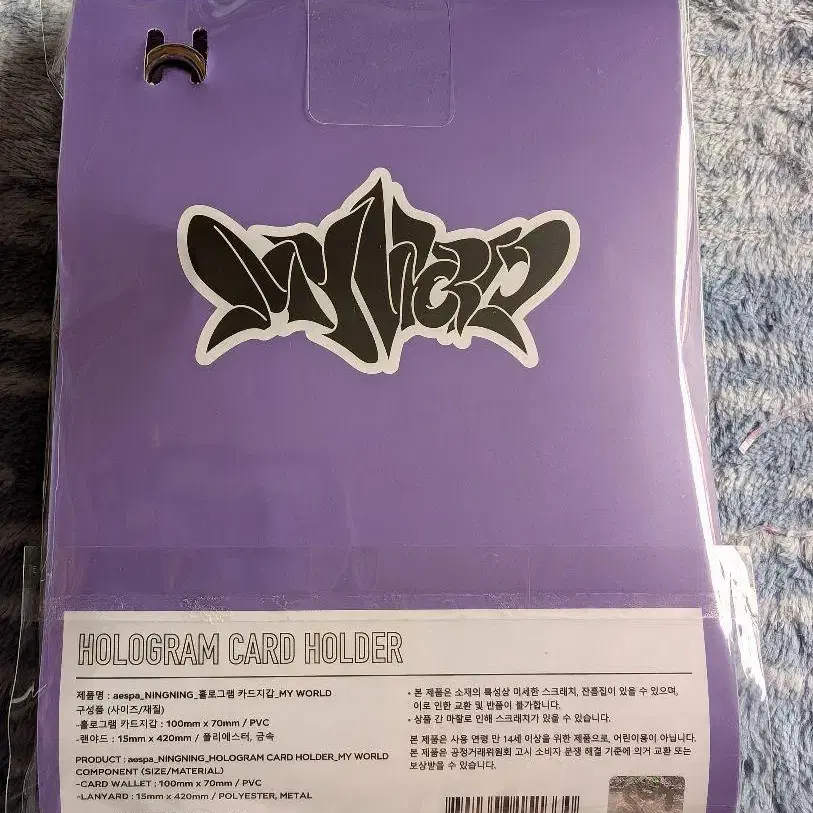 MY WORLD
HOLOGRAM CARD HOLDER
제품명 : aespa_NINGNING_홀로그램 카드지갑_MY WORLD
구성품 (사이즈/재질)
-홀로그램 카드지갑 : 100mm x 70mm / PVC
-랜야드 : 15mm x 420mm / 폴리에스터, 금속
PRODUCT : aespa_NINGNING_HOLOGRAM CARD HOLDER_MY WORLD
COMPONENT (SIZE/MATERIAL)
-CARD WALLET : 100mm x 70mm / PVC
-LANYARD : 15mm x 420mm / POLYESTER, METAL
• 본 제품은 소재의 특성상 미세한 스크래치, 잔흠집이 있을 수 있으며,
이로 인한 교환 및 반품이 불가합니다.
• 상품 간 마찰로 인해 스크래치가 있을 수 있습니다.
본 제품은 사용 연령 만 14세 이상을 위한 제품으로, 어린이용이 아닙니다.
본 제품은 공정거래위원회 고시 소비자 분쟁 해결 기준에 의거 교환 또는
보상받을 수 있습니다.